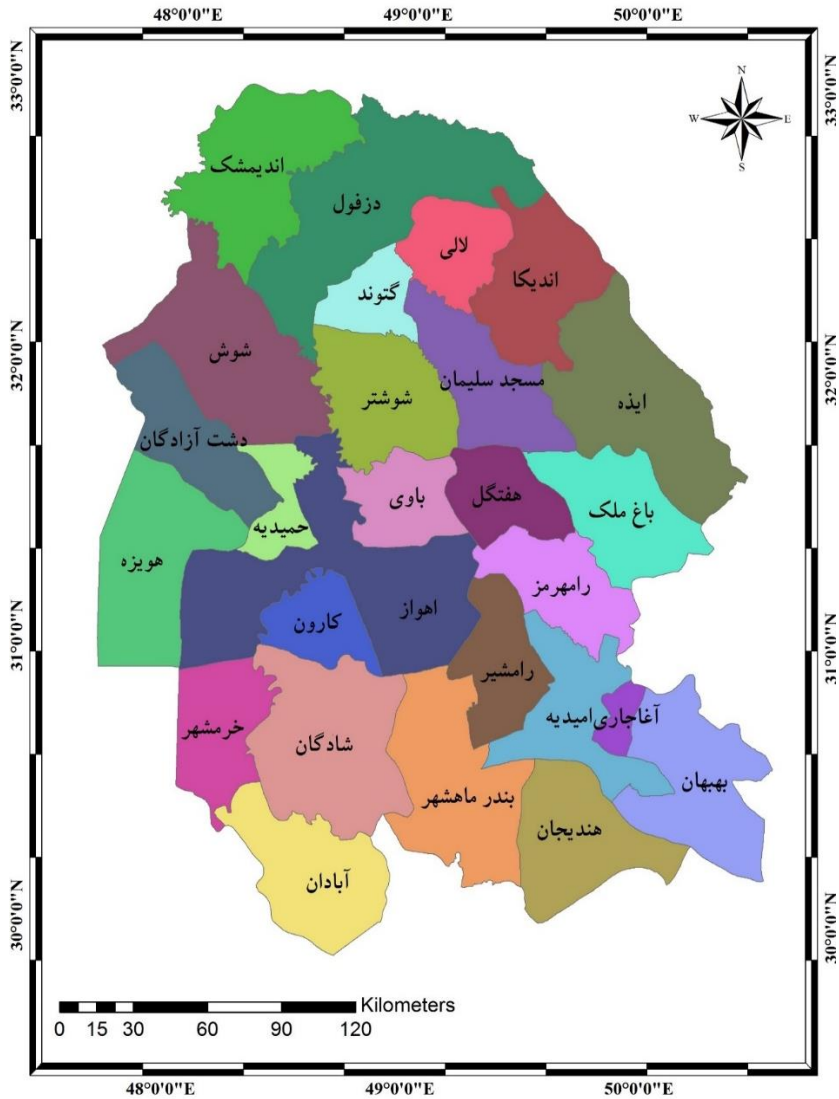 48°0'0"E 49°0'0"E 50°0'0"E
33°0'0"N 33°0'0"N
N
W E
S
اندیمشک
دزفول
لالی
اندیکا
گتوند
شوش
مسجد سلیمان
شوشتر
ایذه
32°0'0"N 32°0'0"N
دشت آزادگان
باوی
هفتگل
باغ ملک
حمیدیه
هویزه
رامهرمز
کارون
اهواز
31°0'0"N 31°0'0"N
رامشیر
خرمشهر
شادگان
امیدیه
آغاجاری
بهبهان
بندر ماهشهر
هندیجان
آبادان
30°0'0"N 30°0'0"N
Kilometers
0 15 30 60 90 120
48°0'0"E 49°0'0"E 50°0'0"E